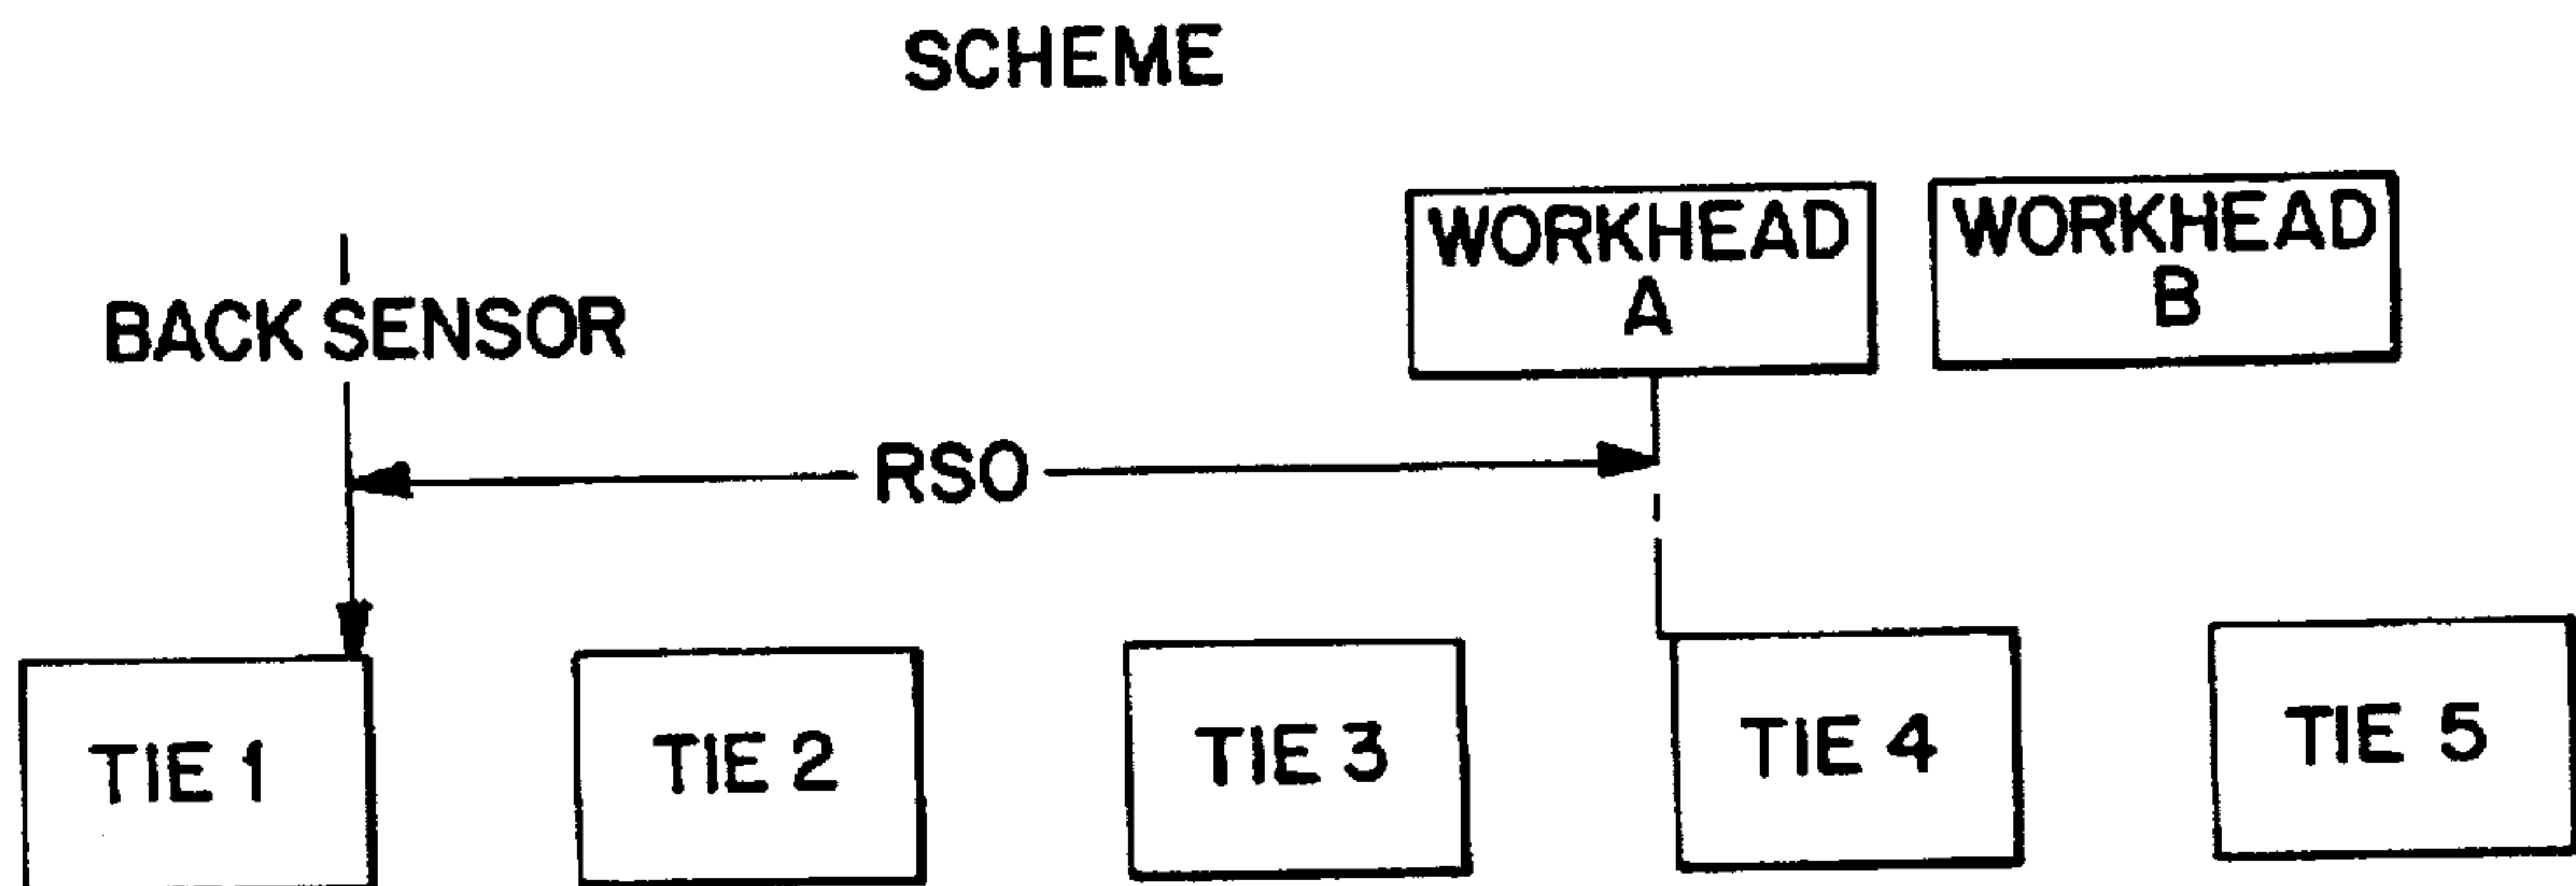 SCHEME
WORKHEAD
A
WORKHEAD
B
BACK SENSOR
RSO
TIE 1
TIE 2
TIE 3
TIE 4
TIE 5